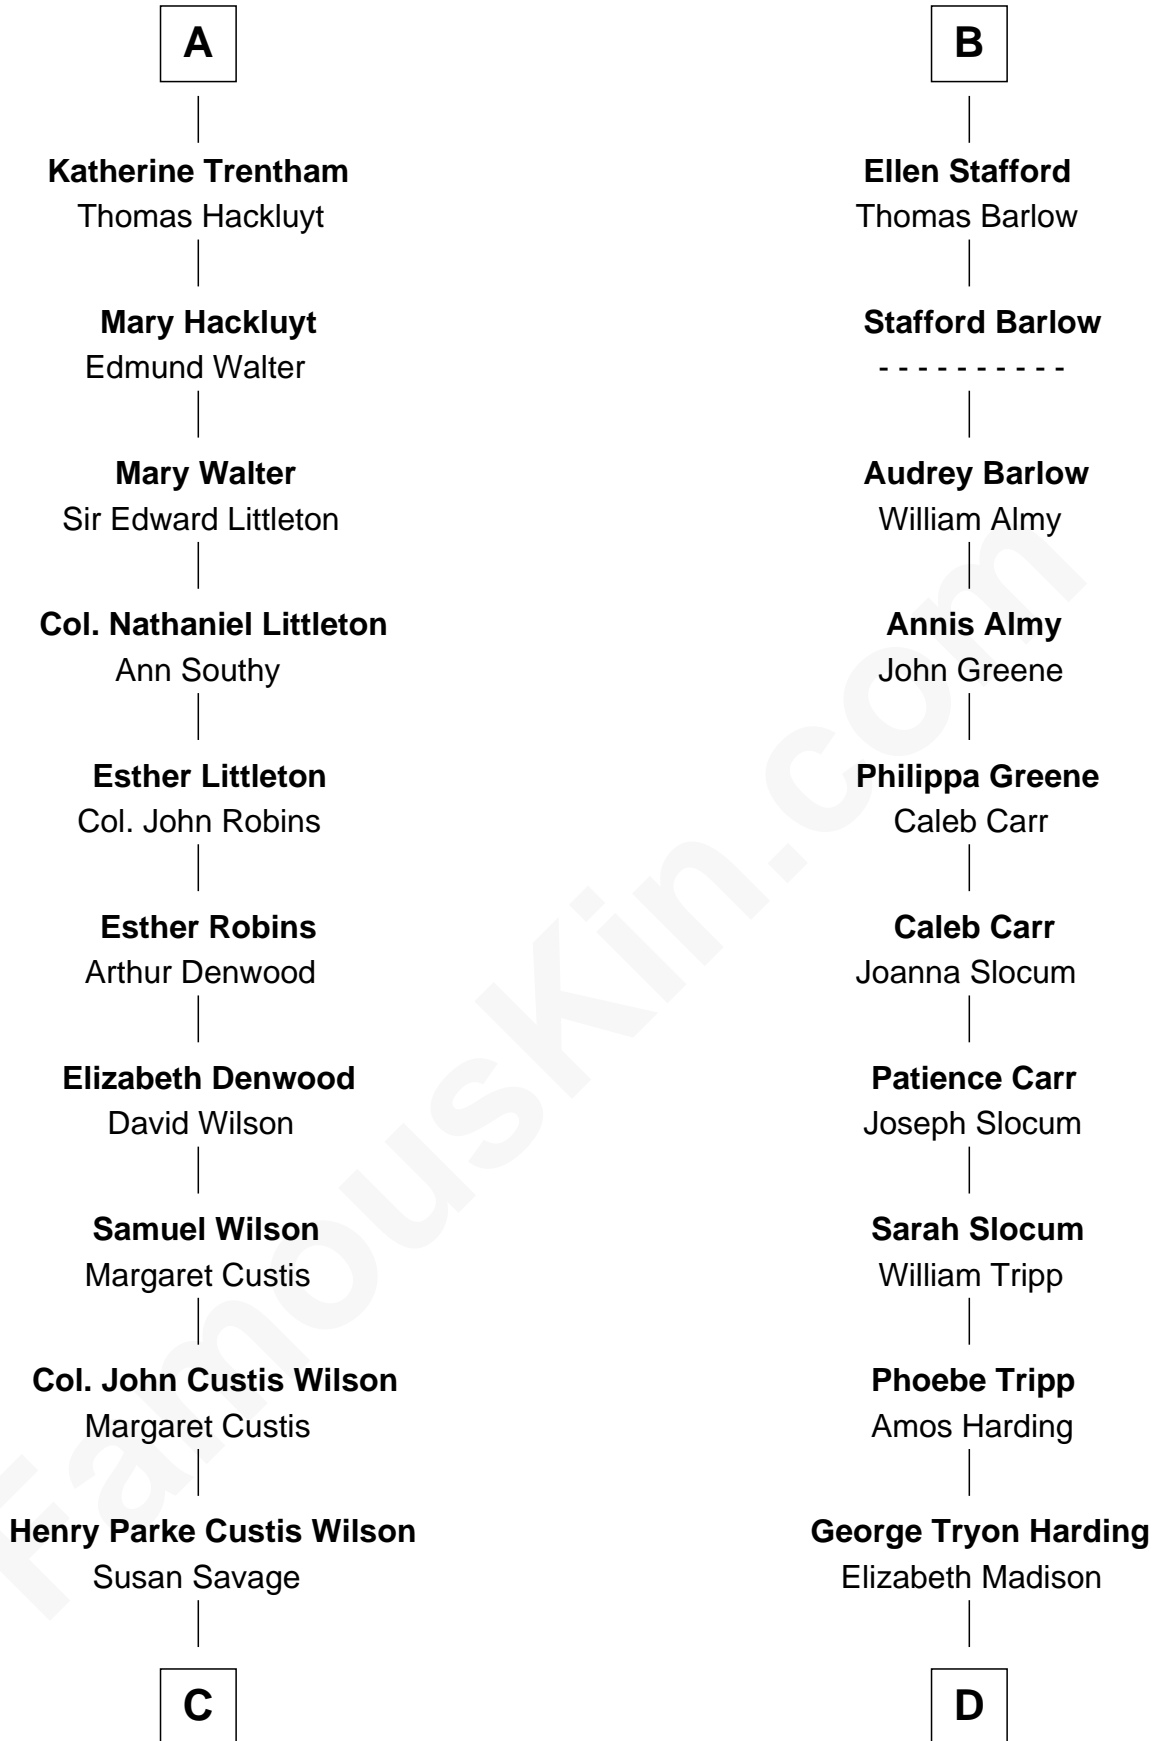 A
Katherine Trentham
Thomas Hackluyt
Mary Hackluyt
Edmund Walter
Mary Walter
Sir Edward Littleton
Col. Nathaniel Littleton
Ann Southy
Esther Littleton
Col. John Robins
Esther Robins
Arthur Denwood
Elizabeth Denwood
David Wilson
Samuel Wilson
Margaret Custis
Col. John Custis Wilson
Margaret Custis
Henry Parke Custis Wilson
Susan Savage
C
B
Ellen Stafford
Thomas Barlow
Stafford Barlow
- - - - - - - - - -
Audrey Barlow
William Almy
Annis Almy
John Greene
Philippa Greene
Caleb Carr
Caleb Carr
Joanna Slocum
Patience Carr
Joseph Slocum
Sarah Slocum
William Tripp
Phoebe Tripp
Amos Harding
George Tryon Harding
Elizabeth Madison
D
FamousKin.com